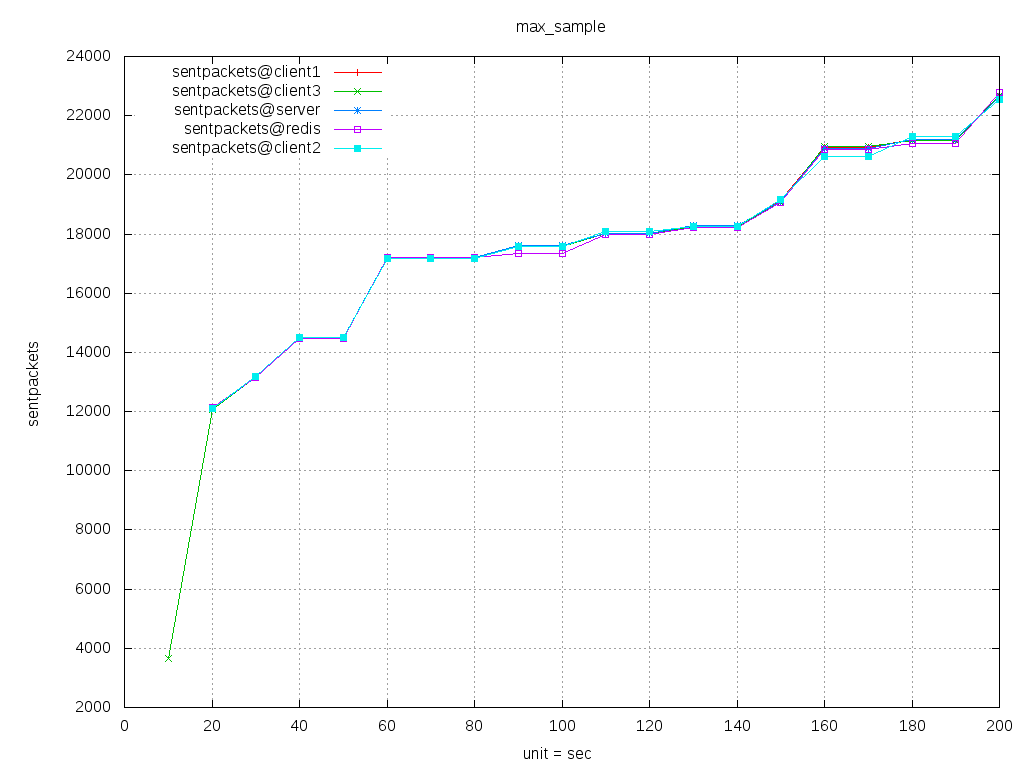 max_sample
24000
22000
20000
18000
16000
14000
12000
10000
8000
6000
4000
2000
sentpackets
sentpackets@client1
sentpackets@client3
sentpackets@server
sentpackets@redis
sentpackets@client2
0 20 40 60 80 100 120 140 160 180 200
unit = sec